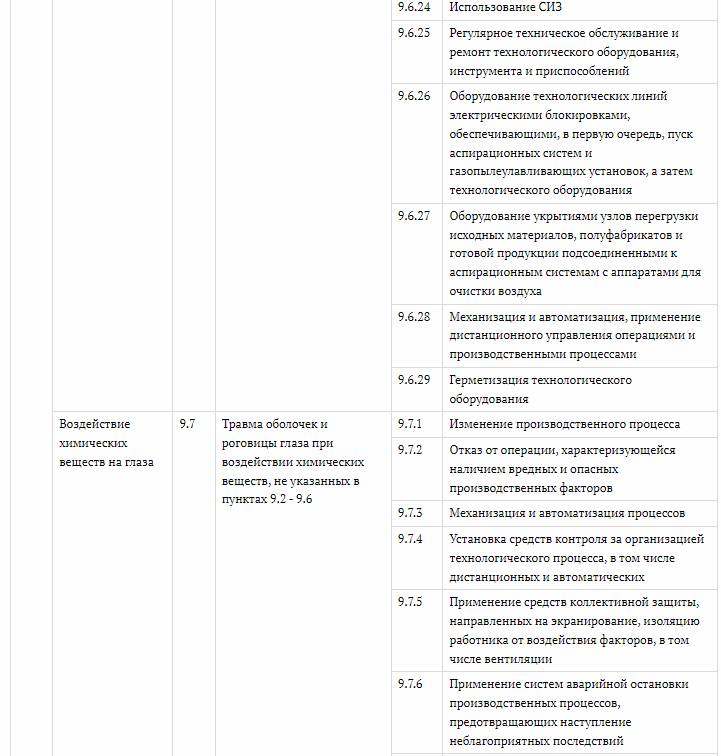 9.6.24 Использование СИЗ
9.6.25 Регулярное техническое обслуживание и
ремонт технологического оборудования,
инструмента и приспособлений
9.6.26 Оборудование технологических линий
электрическими блокировками,
обеспечивающими, в первую очередь, пуск
аспирационных систем и
газопылеулавливающих установок, а затем
технологического оборудования
9.6.27 Оборудование укрытиями узлов перегрузки
исходных материалов, полуфабрикатов и
готовой продукции подсоединенными к
аспирационным системам с аппаратами для
очистки воздуха
9.6.28 Механизация и автоматизация, применение
дистанционного управления операциями и
производственными процессами
9.6.29 Герметизация технологического
оборудования
Воздействие
химических
веществ на глаза
9.7
Травма оболочек и
роговицы глаза при
воздействии химических
веществ, не указанных в
пунктах 9.2 - 9.6
9.7.1 Изменение производственного процесса
9.7.2 Отказ от операции, характеризующейся
наличием вредных и опасных
производственных факторов
9.7.3 Механизация и автоматизация процессов
9.7.4 Установка средств контроля за организацией
технологического процесса, в том числе
дистанционных и автоматических
9.7.5 Применение средств коллективной защиты,
направленных на экранирование, изоляцию
работника от воздействия факторов, в том
числе вентиляции
9.7.6 Применение систем аварийной остановки
производственных процессов,
предотвращающих наступление
неблагоприятных последствий